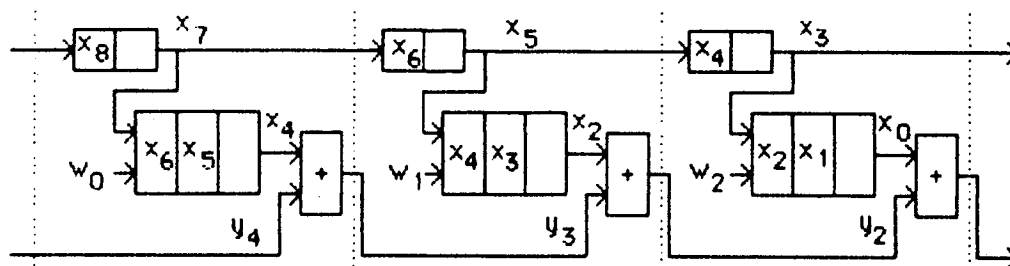 x7 x5 x3
x8 x6 x4
x4 x2 x0
x6 x5 x4 x3 x2 x1
w0 + w1 + w2 +
y4 y3 y2